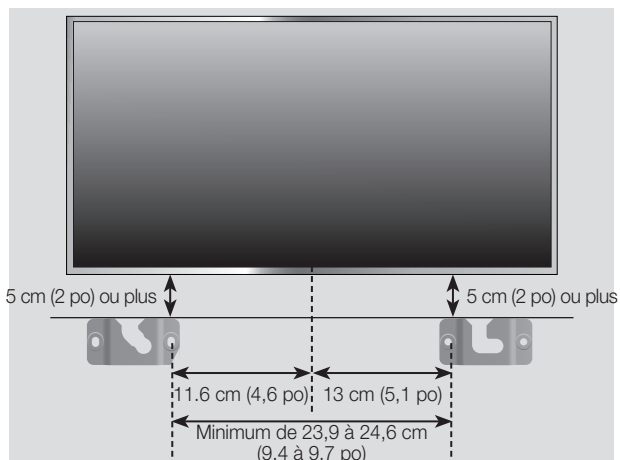 5 cm (2 po) ou plus
5 cm (2 po) ou plus
11.6 cm (4,6 po)
13 cm (5,1 po)
Minimum de 23,9 à 24,6 cm
(9,4 à 9,7 po)